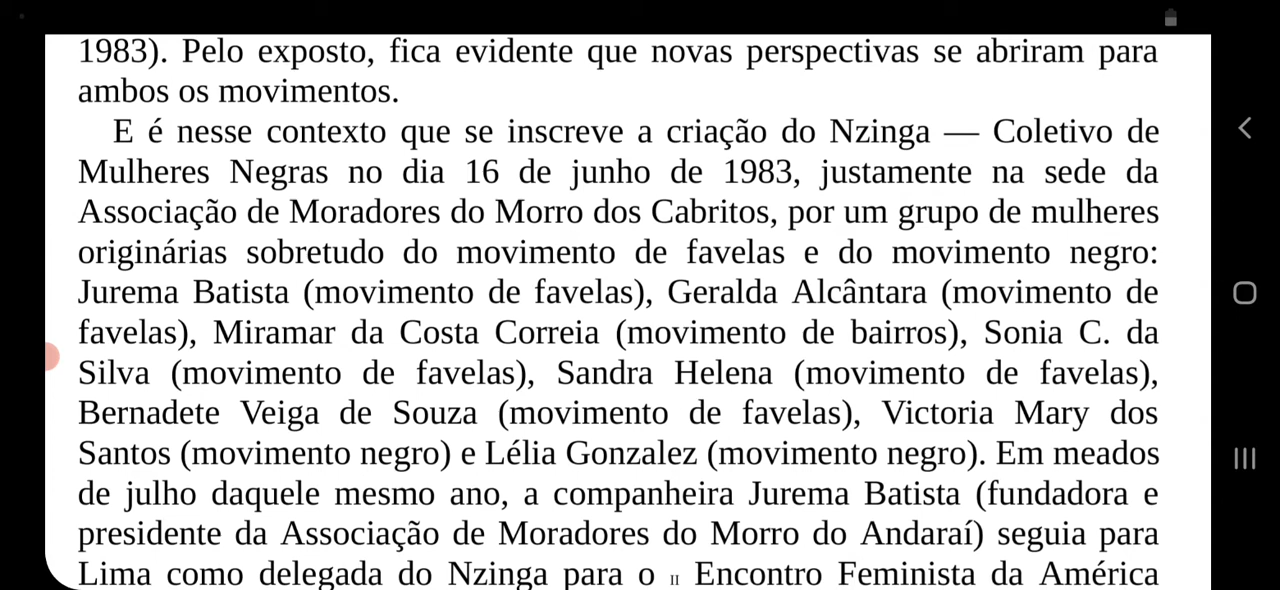 1983). Pelo exposto, fica evidente que novas perspectivas se abriram para
ambos os movimentos.
E é nesse contexto que se inscreve a criação do Nzinga — Coletivo de
Mulheres Negras no dia 16 de junho de 1983, justamente na sede da
Associação de Moradores do Morro dos Cabritos, por um grupo de mulheres
originárias sobretudo do movimento de favelas e do movimento negro:
Jurema Batista (movimento de favelas), Geralda Alcântara (movimento de
favelas), Miramar da Costa Correia (movimento de bairros), Sonia C. da
Silva (movimento de favelas), Sandra Helena (movimento de favelas),
Bernadete Veiga de Souza (movimento de favelas), Victoria Mary dos
Santos (movimento negro) e Lélia Gonzalez (movimento negro). Em meados
de julho daquele mesmo ano, a companheira Jurema Batista (fundadora e
presidente da Associação de Moradores do Morro do Andaraí) seguia para
Lima como delegada do Nzinga para o II Encontro Feminista da América